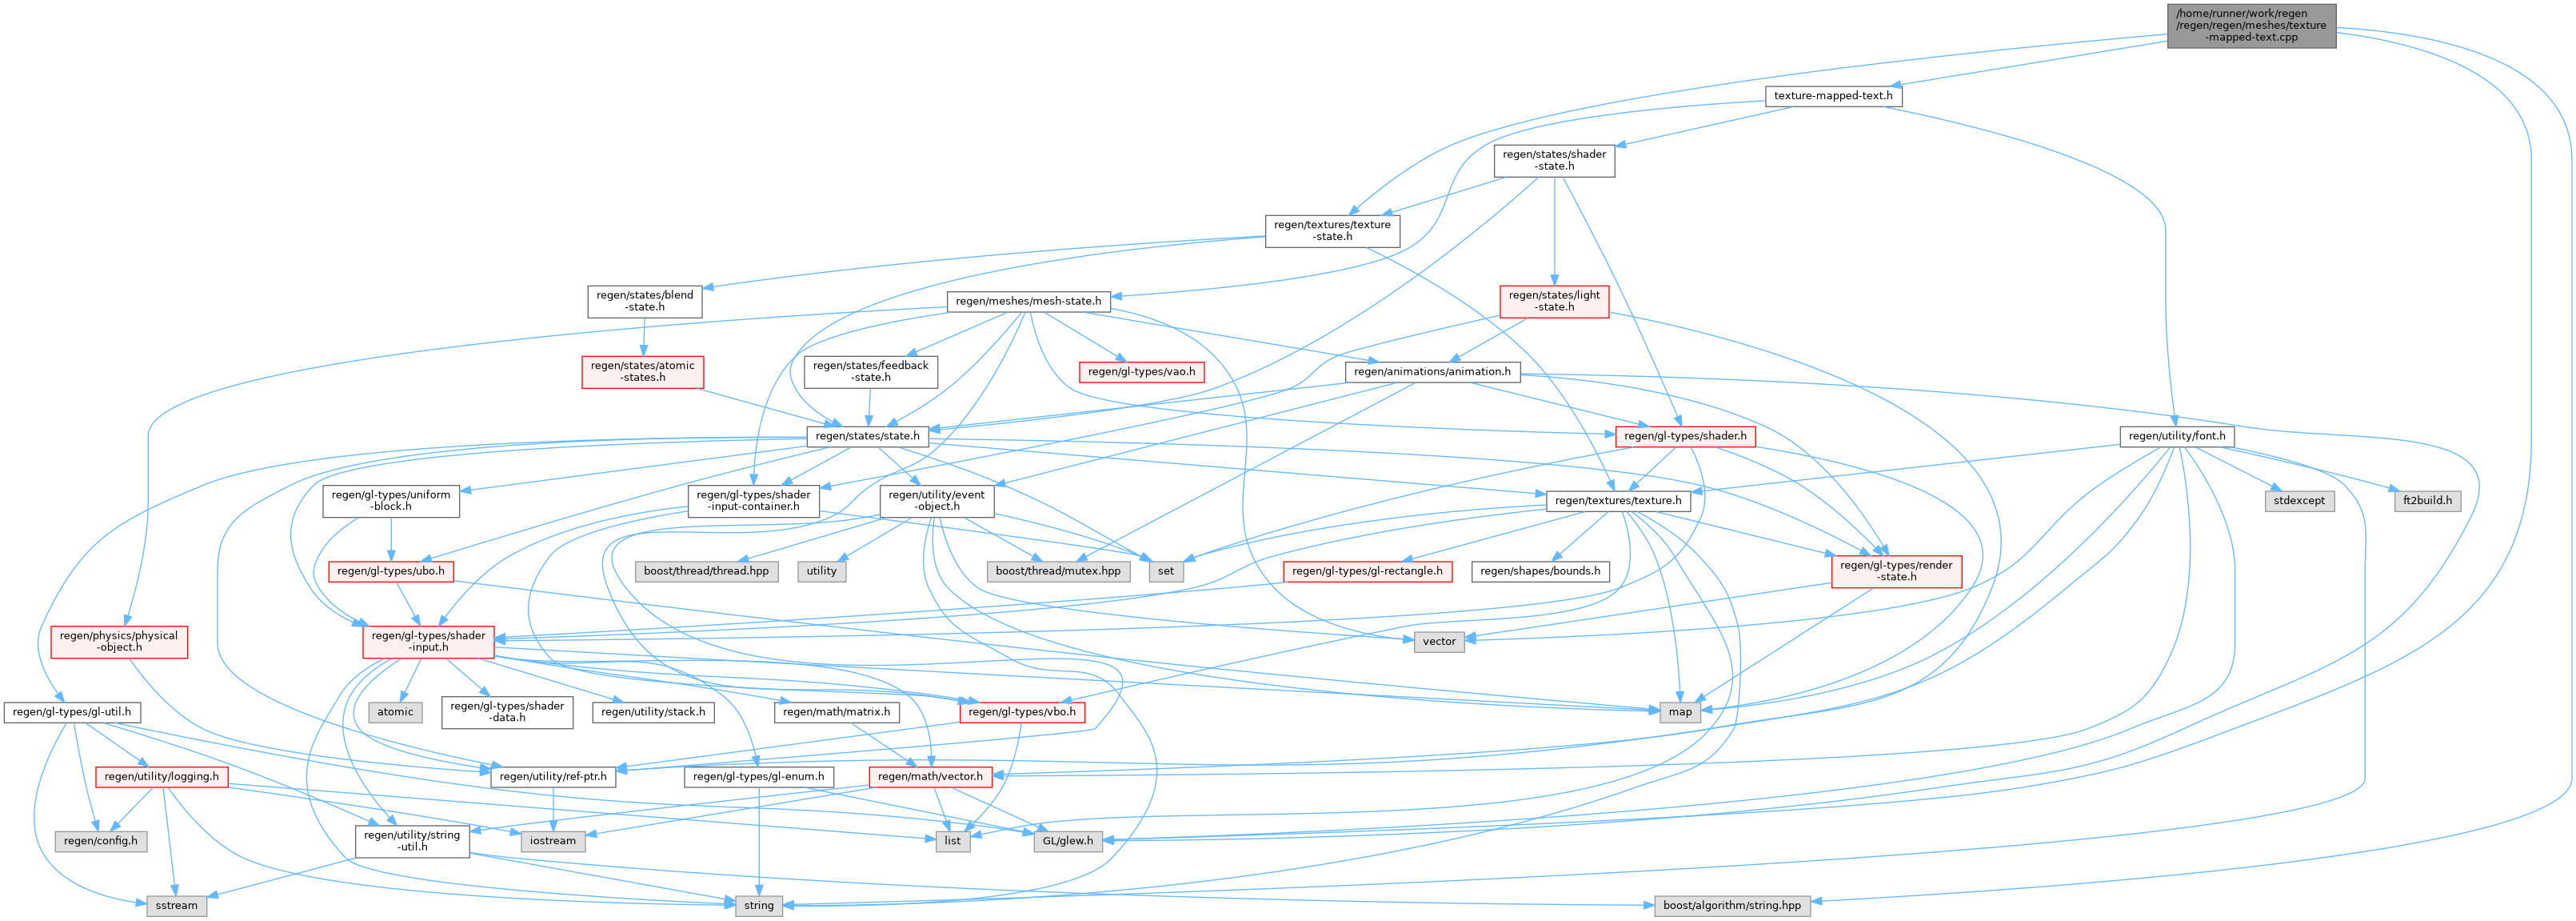 /home/runner/work/regen
/regen/regen/meshes/texture
-mapped-text.cpp
texture-mapped-text.h
regen/states/shader
-state.h
regen/textures/texture
-state.h
regen/states/blend
-state.h
regen/meshes/mesh-state.h
regen/states/light
-state.h
regen/states/atomic
-states.h
regen/states/feedback
-state.h
regen/gl-types/vao.h
regen/animations/animation.h
regen/states/state.h
regen/gl-types/shader.h
regen/utility/font.h
regen/gl-types/uniform
-block.h
regen/gl-types/shader
-input-container.h
regen/utility/event
-object.h
regen/textures/texture.h
stdexcept
ft2build.h
regen/gl-types/ubo.h
boost/thread/thread.hpp
utility
boost/thread/mutex.hpp
set
regen/gl-types/gl-rectangle.h
regen/shapes/bounds.h
regen/gl-types/render
-state.h
regen/physics/physical
-object.h
regen/gl-types/shader
-input.h
vector
regen/gl-types/gl-util.h
atomic
regen/gl-types/shader
-data.h
regen/utility/stack.h
regen/math/matrix.h
regen/gl-types/vbo.h
map
regen/utility/logging.h
regen/utility/ref-ptr.h
regen/gl-types/gl-enum.h
regen/math/vector.h
regen/config.h
regen/utility/string
-util.h
iostream
list
GL/glew.h
sstream
string
boost/algorithm/string.hpp